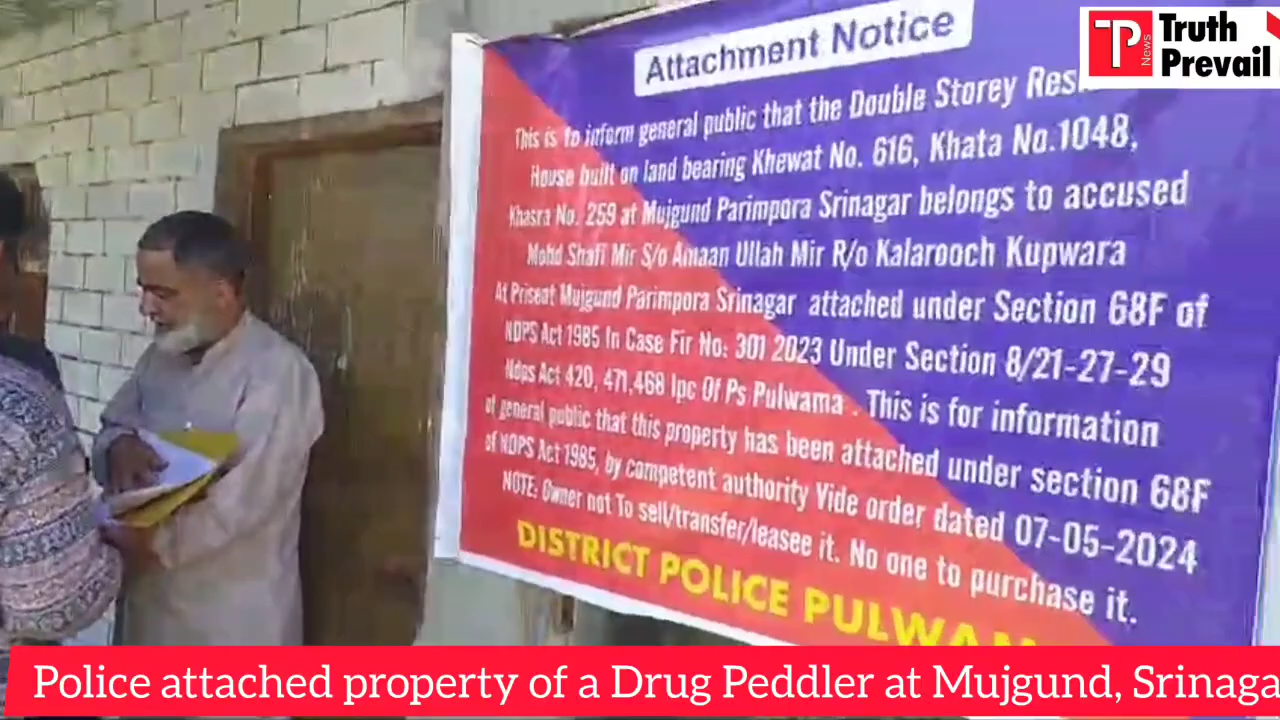 Attachment Notice
TP News
Truth
Prevail
This is to inform general public that the Double Storey
House built on land bearing Khewat No. 616, Khata No.1048,
Khasra No. 259 at Mujgund Parimpora Srinagar belongs to accused
Mohd Shafi Mir S/o Amaan Ullah Mir R/o Kalarooch Kupwara
At Priseat Mujgund Parimpora Srinagar attached under Section 68F of
NDPS Act 1985 In Case Fir No: 301 2023 Under Section 8/21-27-29
Ndps Act 420, 471,468 Ipc Of Ps Pulwama . This is for information
of general public that this property has been attached under section 68F
of NDPS Act 1985, by competent authority Vide order dated 07-05-2024
NOTE: Owner not To sell/transfer/leasee it. No one to purchase it.
DISTRICT POLICE
Police attached property of a Drug Peddler at Mujgund, Srinaga